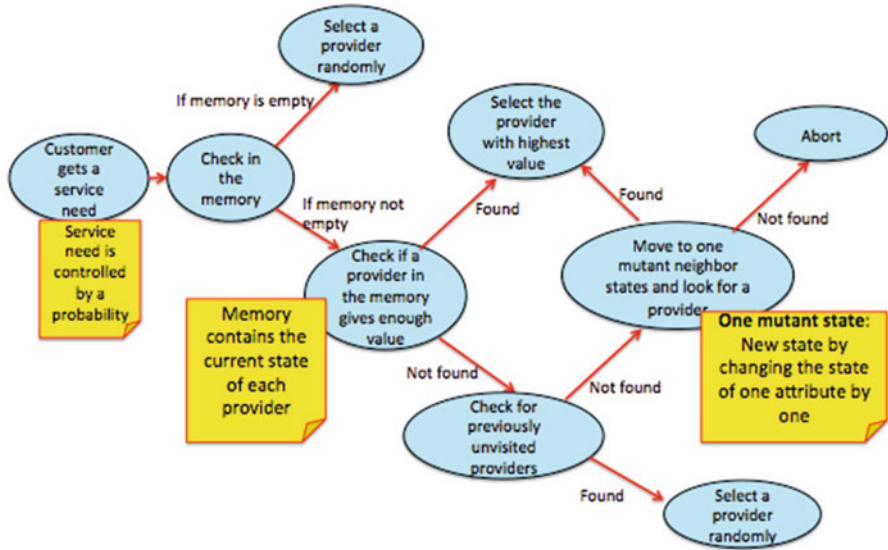 Select a
provider
randomly
If memory is empty
Select the
provider
with highest
value
Abort
Customer
gets a
service
need
Check in
the
memory
Found
Not found
If memory not
empty
Found
Service
need is
controlled
by a
probability
Check if a
provider in
the memory
gives enough
value
Move to one
mutant neighbor
states and look for a
provider
Memory
contains the
current state
of each
provider
One mutant state:
New state by
changing the state
of one attribute by
one
Not found
Not found
Check for
previously
unvisited
providers
Found
Select a
provider
randomly